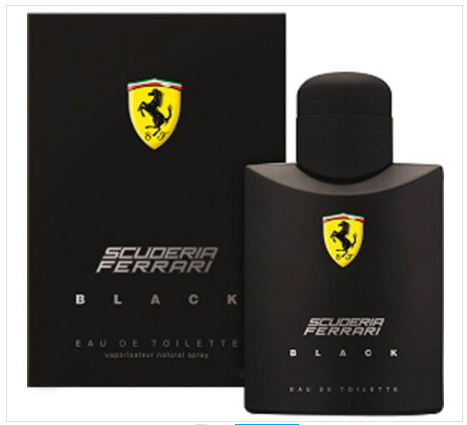 S F
SCUDERIA
FERRARI
BLACK
EAU DE TOILETTE
vaporisateur natural spray
S F
SCUDERIA
FERRARI
BLACK
EAU DE TOILETTE